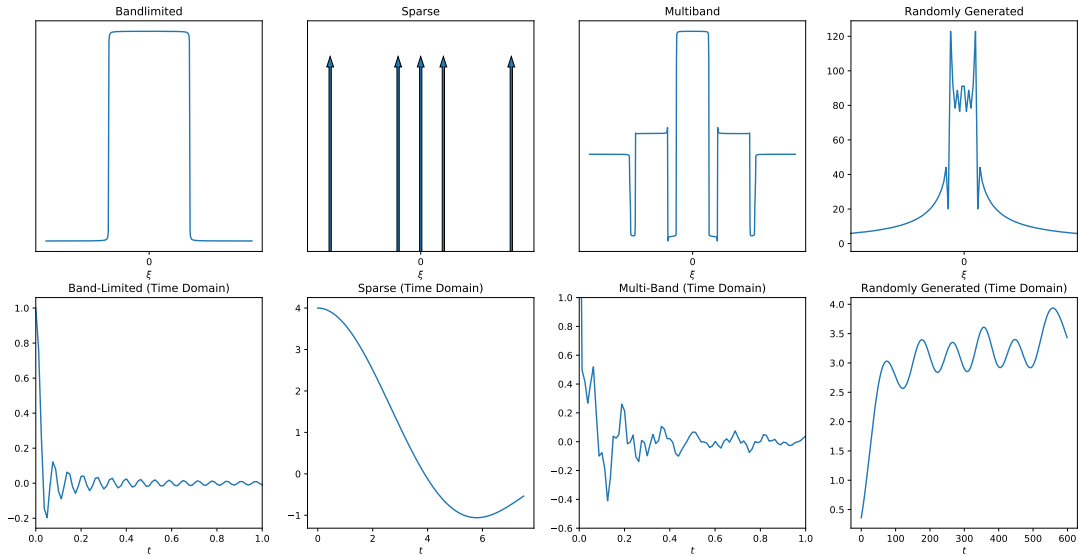 Bandlimited
Sparse
Multiband
Randomly Generated
0
ξ
0
ξ
0
ξ
120
100
80
60
40
20
0
0
ξ
Band-Limited (Time Domain)
Sparse (Time Domain)
Multi-Band (Time Domain)
Randomly Generated (Time Domain)
1.0
0.8
0.6
0.4
0.2
0.0
−0.2
0.0 0.2 0.4 0.6 0.8 1.0
t
4
3
2
1
0
−1
0 2 4 6
t
1.0
0.8
0.6
0.4
0.2
0.0
−0.2
−0.4
−0.6
0.0 0.2 0.4 0.6 0.8 1.0
t
4.0
3.5
3.0
2.5
2.0
1.5
1.0
0.5
0 100 200 300 400 500 600
t